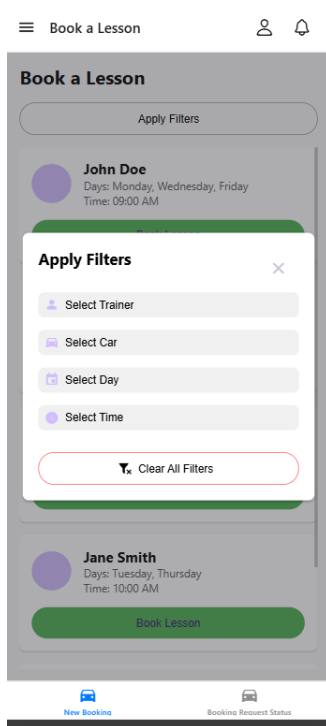 Book a Lesson
Book a Lesson
Apply Filters
John Doe
Days: Monday, Wednesday, Friday
Time: 09:00 AM
Book Lesson
Apply Filters
Select Trainer
Select Car
Select Day
Select Time
Clear All Filters
Jane Smith
Days: Tuesday, Thursday
Time: 10:00 AM
Book Lesson
New Booking
Booking Request Status